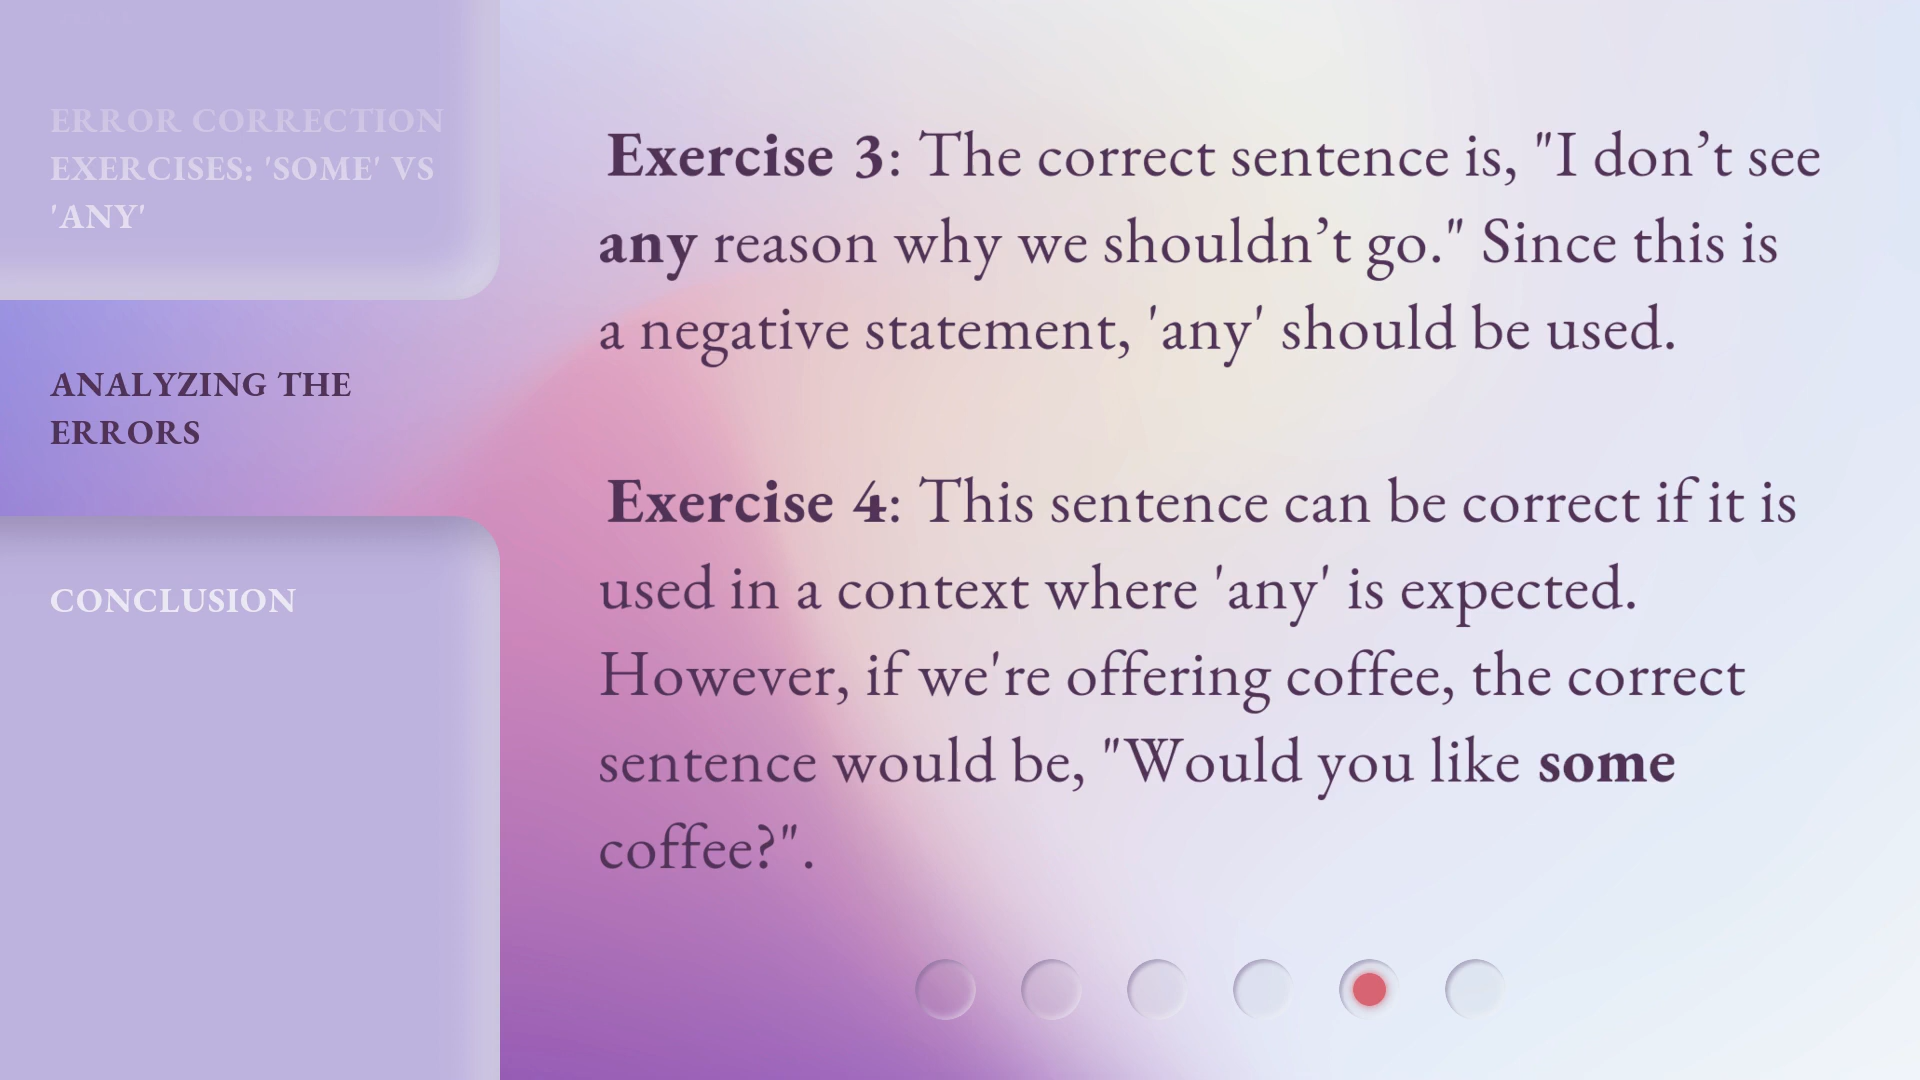 ERROR CORRECTION
EXERCISES: 'SOME' VS
'ANY'
ANALYZING THE
ERRORS
CONCLUSION
Exercise 3: The correct sentence is, "I don’t see
any reason why we shouldn’t go." Since this is
a negative statement, 'any' should be used.
Exercise 4: This sentence can be correct if it is
used in a context where 'any' is expected.
However, if we're offering coffee, the correct
sentence would be, "Would you like some
coffee?".